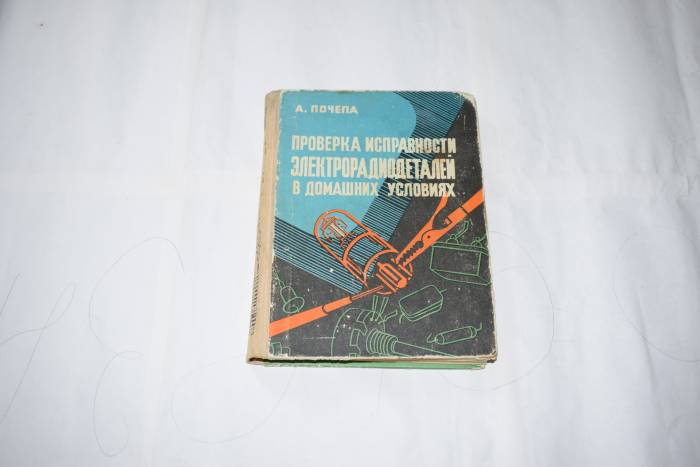 А. ПОЧЕПА
ПРОВЕРКА ИСПРАВНОСТИ
ЭЛЕКТРОРАДИОДЕТАЛЕЙ
В ДОМАШНИХ УСЛОВИЯХ